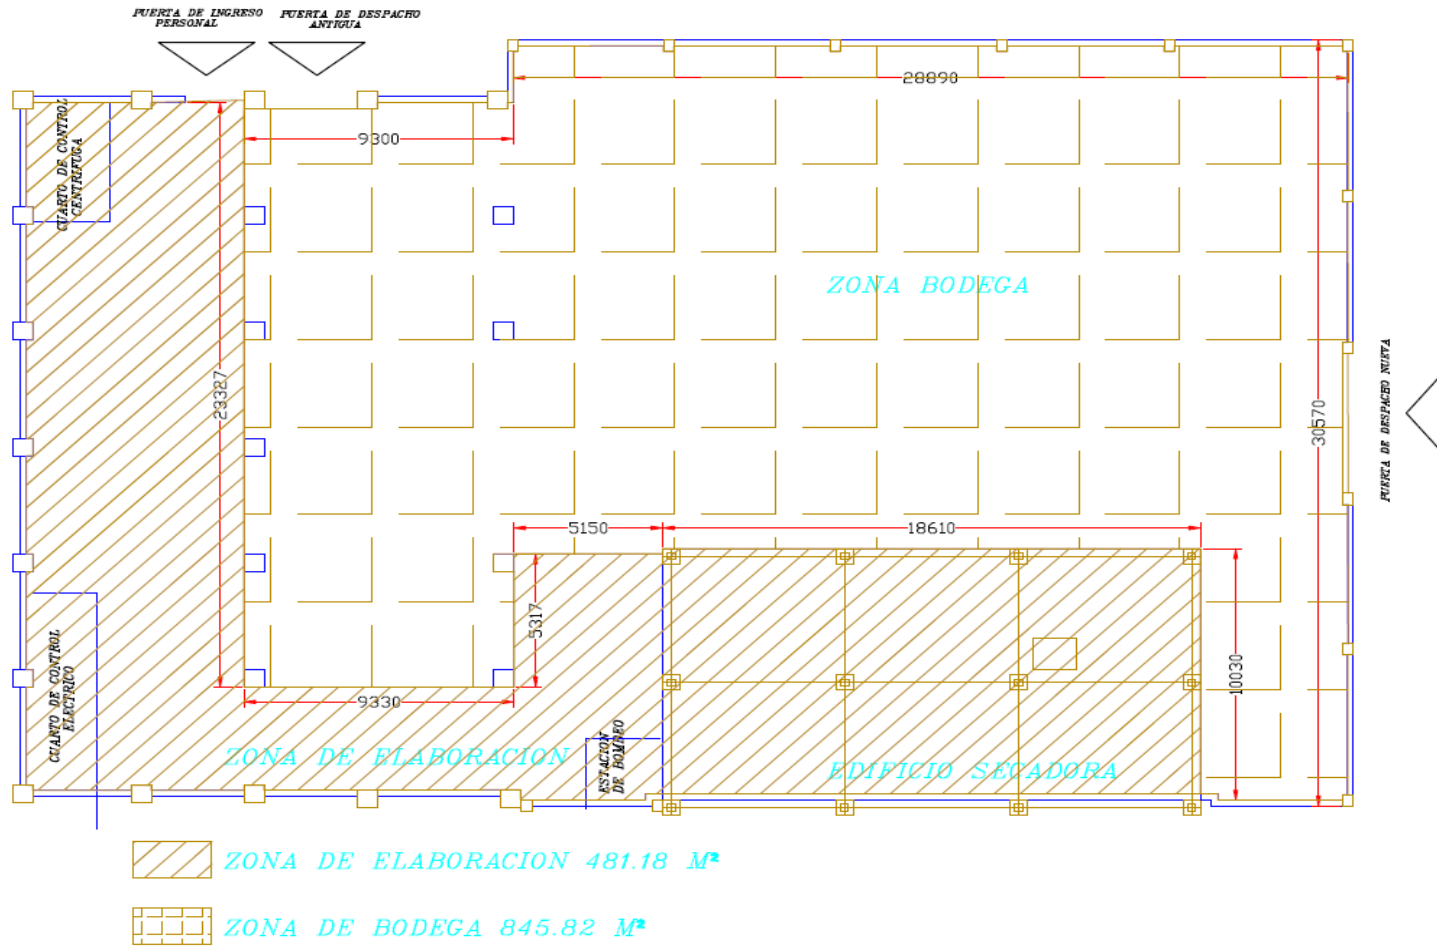 PUERTA DE INGRESO
PERSONAL
PUERTA DE DESPACHO
ANTIGUA
28890
9300
CUARTO DE CONTROL
CENTRIFUGA
ZONA BODEGA
23327
30570
PUERTA DE DESPACHO NUEVA
5150
18610
5317
10030
CUARTO DE CONTROL
ELECTRICO
9330
ESTACION
DE BOMBEO
ZONA DE ELABORACION
EDIFICIO SECADORA
ZONA DE ELABORACION 481.18 M²
ZONA DE BODEGA 845.82 M²